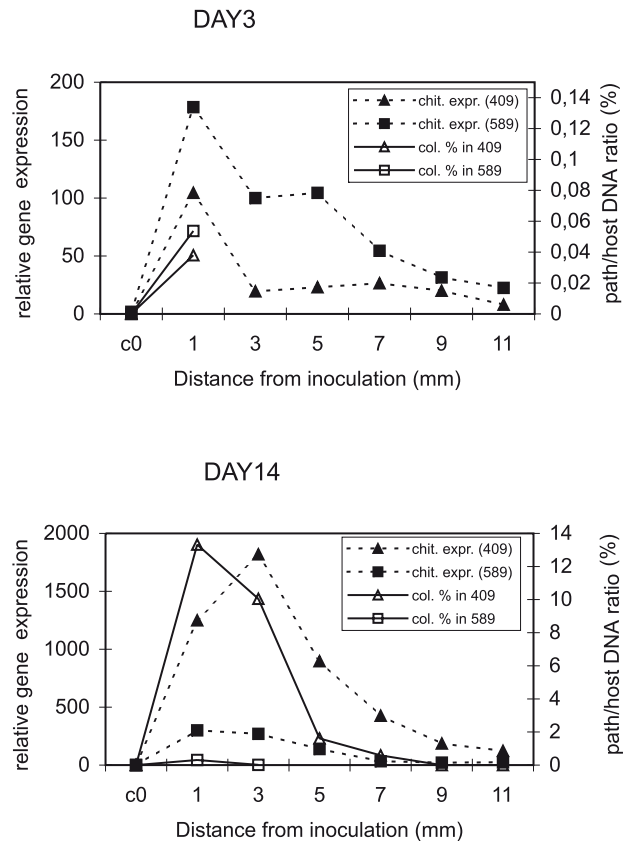 DAY3
200
150
100
50
0
relative gene expression
0,14
0,12
0,1
0,08
0,06
0,04
0,02
0
path/host DNA ratio (%)
chit. expr. (409)
chit. expr. (589)
col. % in 409
col. % in 589
c0 1 3 5 7 9 11
Distance from inoculation (mm)
DAY14
2000
1500
1000
500
0
relative gene expression
14
12
10
8
6
4
2
0
path/host DNA ratio (%)
chit. expr. (409)
chit. expr. (589)
col. % in 409
col. % in 589
c0 1 3 5 7 9 11
Distance from inoculation (mm)